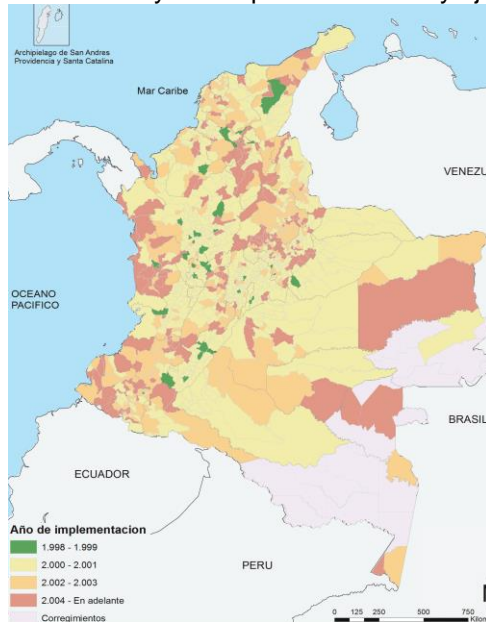 Archipielago de San Andres
Providencia y Santa Catalina
Mar Caribe
OCEANO
PACIFICO
BRASIL
ECUADOR
PERU
Año de implementacion
1.998 - 1.999
2.000 - 2.001
2.002 - 2.003
2.004 - En adelante
Corregimientos
0 125 250 500 750